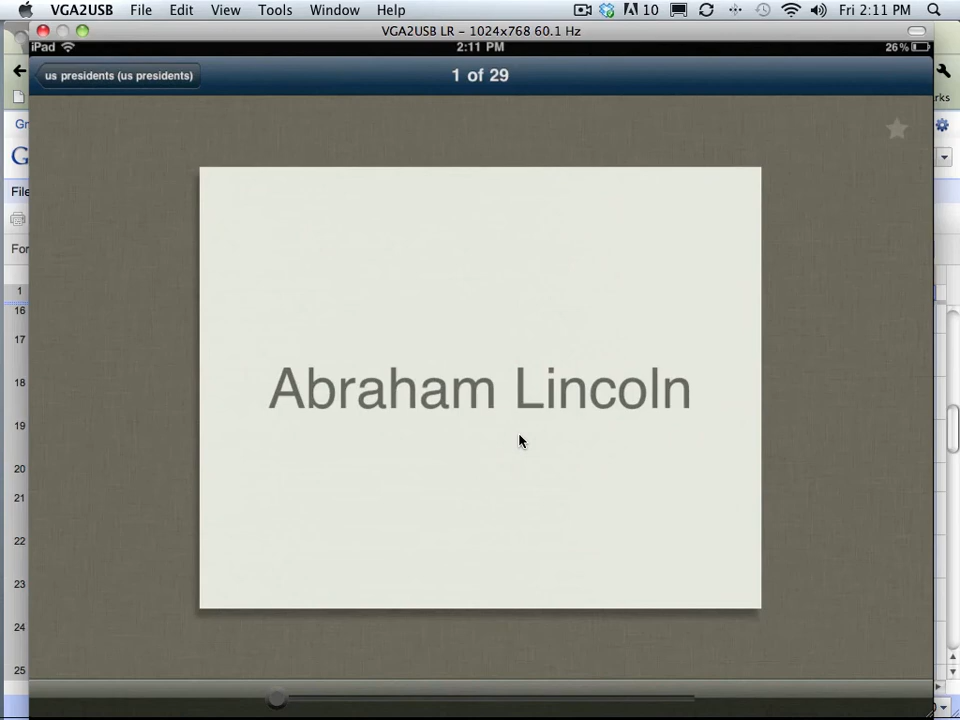 VGA2USB File Edit View Tools Window Help 10 Fri 2:11 PM
VGA2USB LR – 1024x768 60.1 Hz
iPad 2:11 PM 26%
us presidents (us presidents) 1 of 29
rks
Gr
G
File
For
1
16
17
18
19
20
21
22
23
24
25
Abraham Lincoln